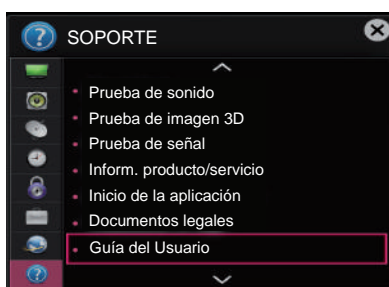 SOPORTE
Prueba de sonido
Prueba de imagen 3D
Prueba de señal
Inform. producto/servicio
Inicio de la aplicación
Documentos legales
Guía del Usuario